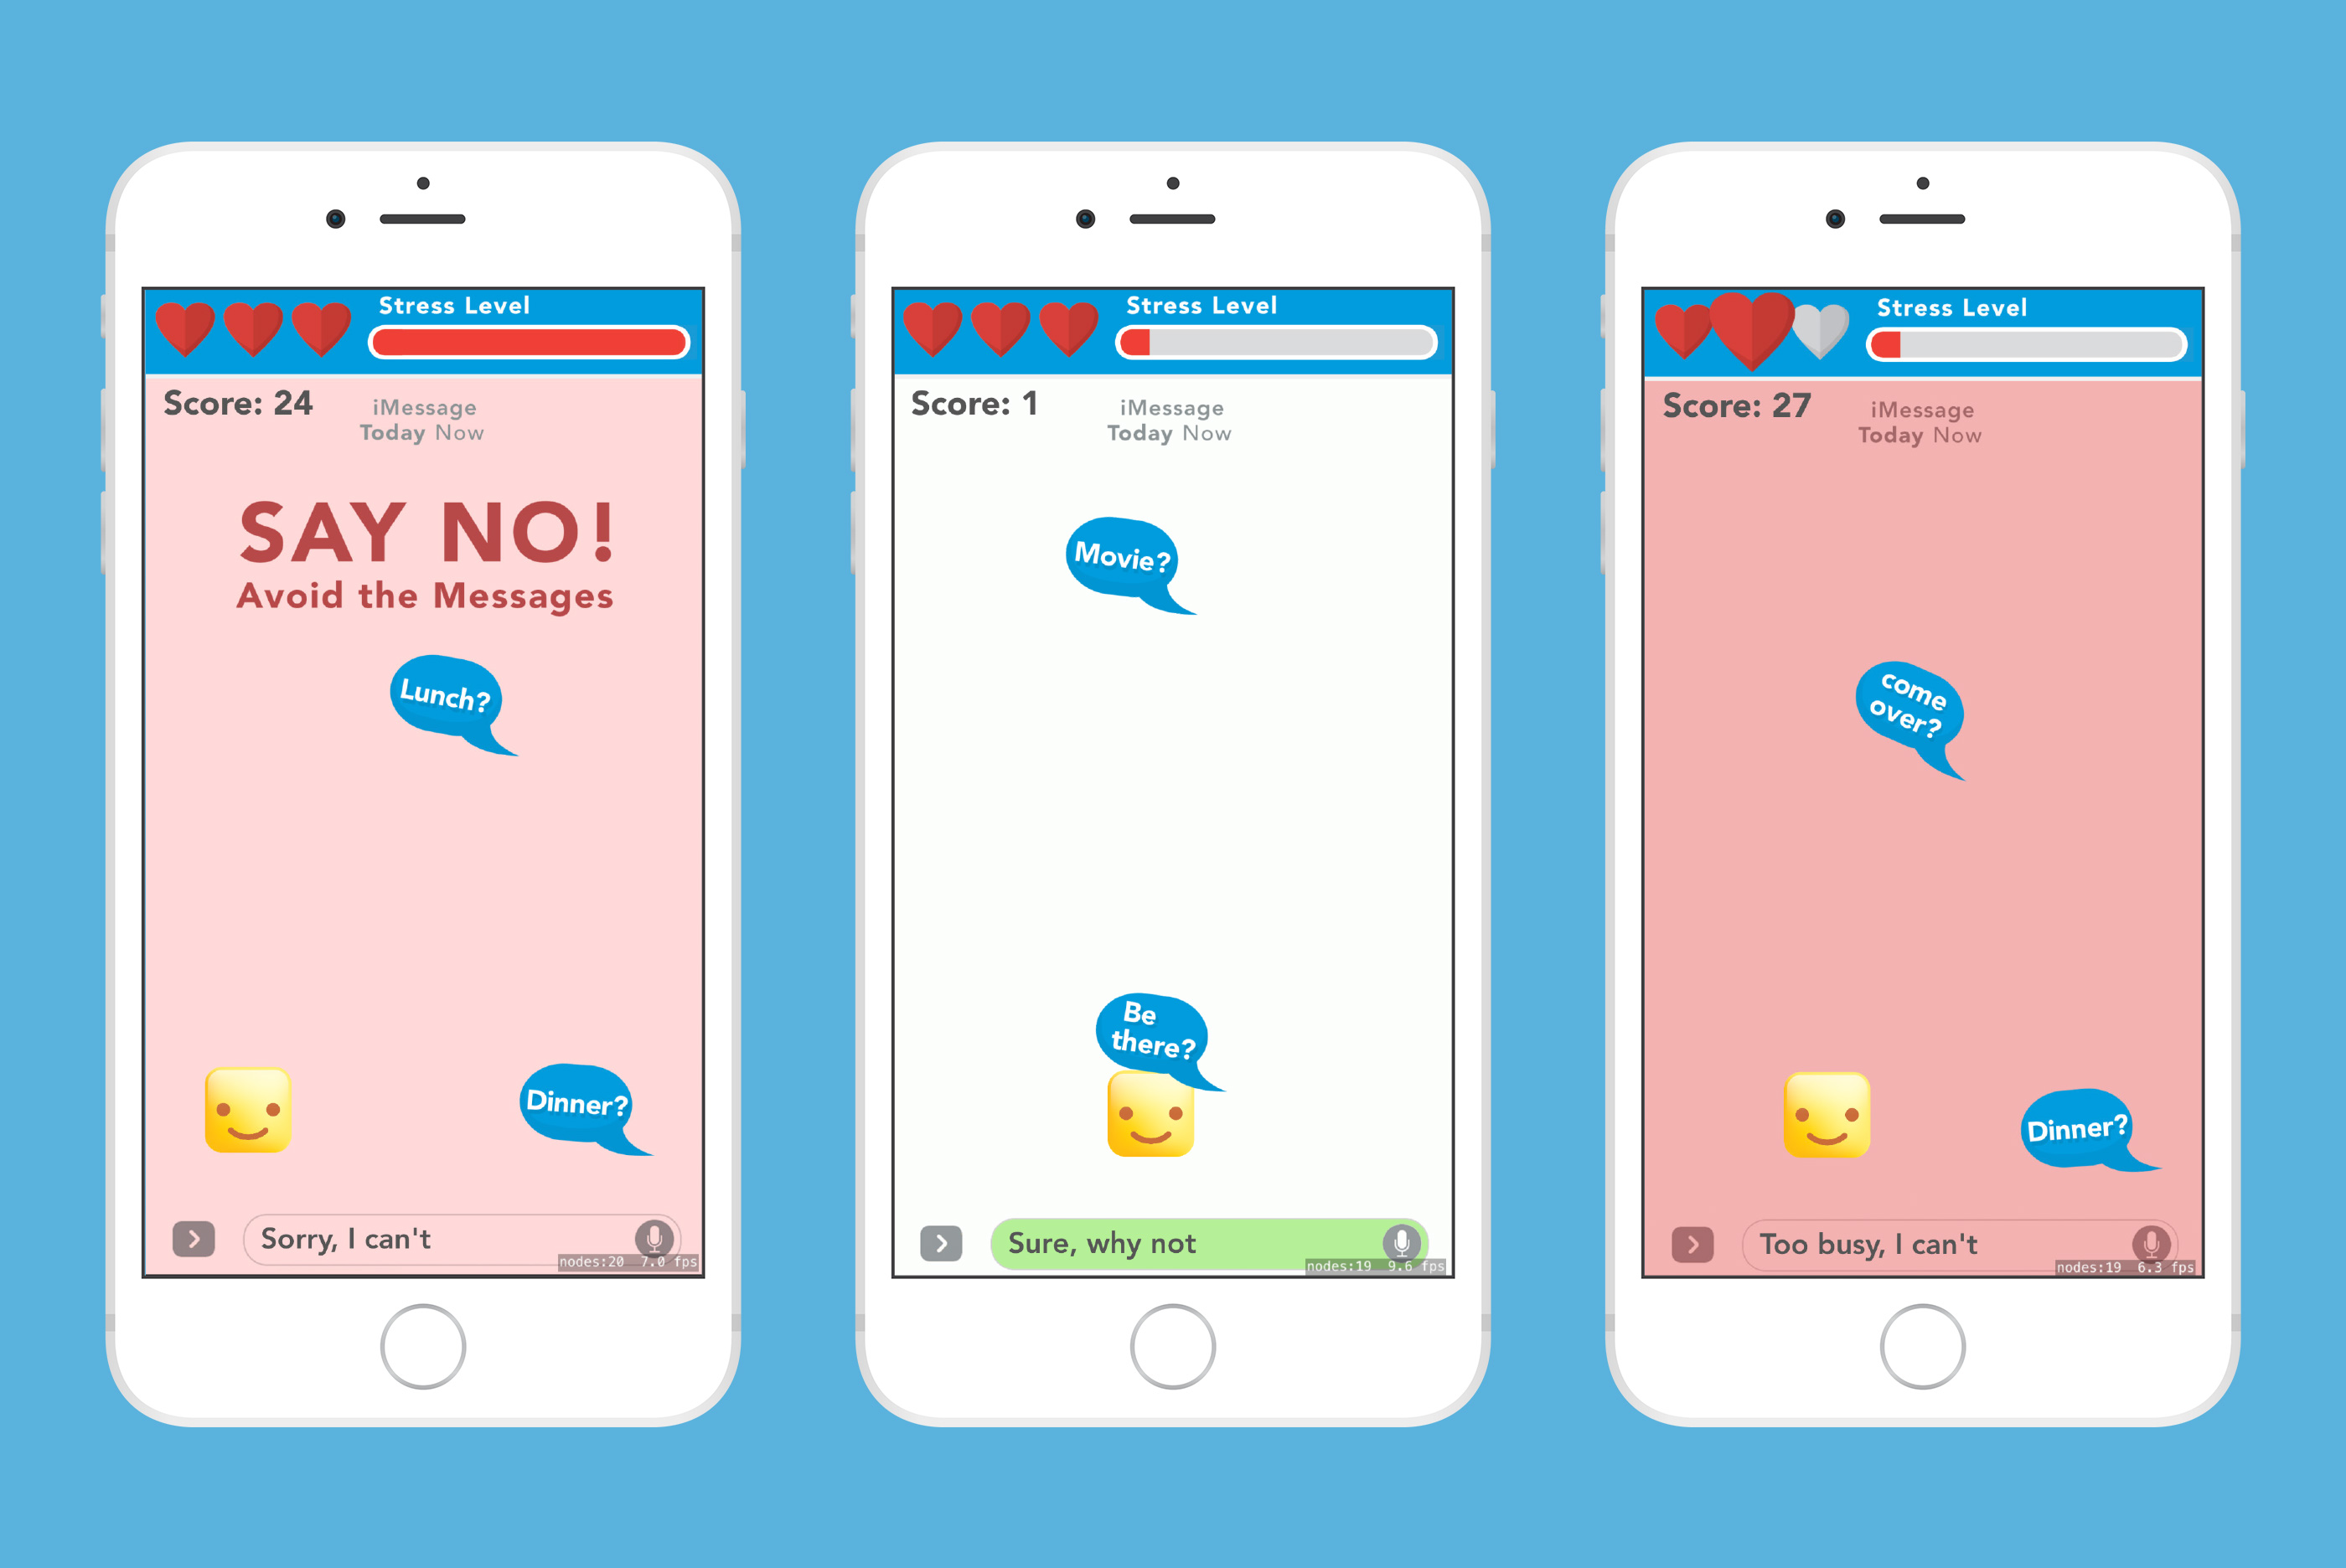 Stress Level
Score: 24
iMessage
Today Now
SAY NO!
Avoid the Messages
Lunch?
Dinner?
Sorry, I can't
nodes:20 7.0 fps
Stress Level
Score: 1
iMessage
Today Now
Movie?
Be
there?
Sure, why not
nodes:19 9.6 fps
Stress Level
Score: 27
iMessage
Today Now
come
over?
Dinner?
Too busy, I can't
nodes:19 6.3 fps